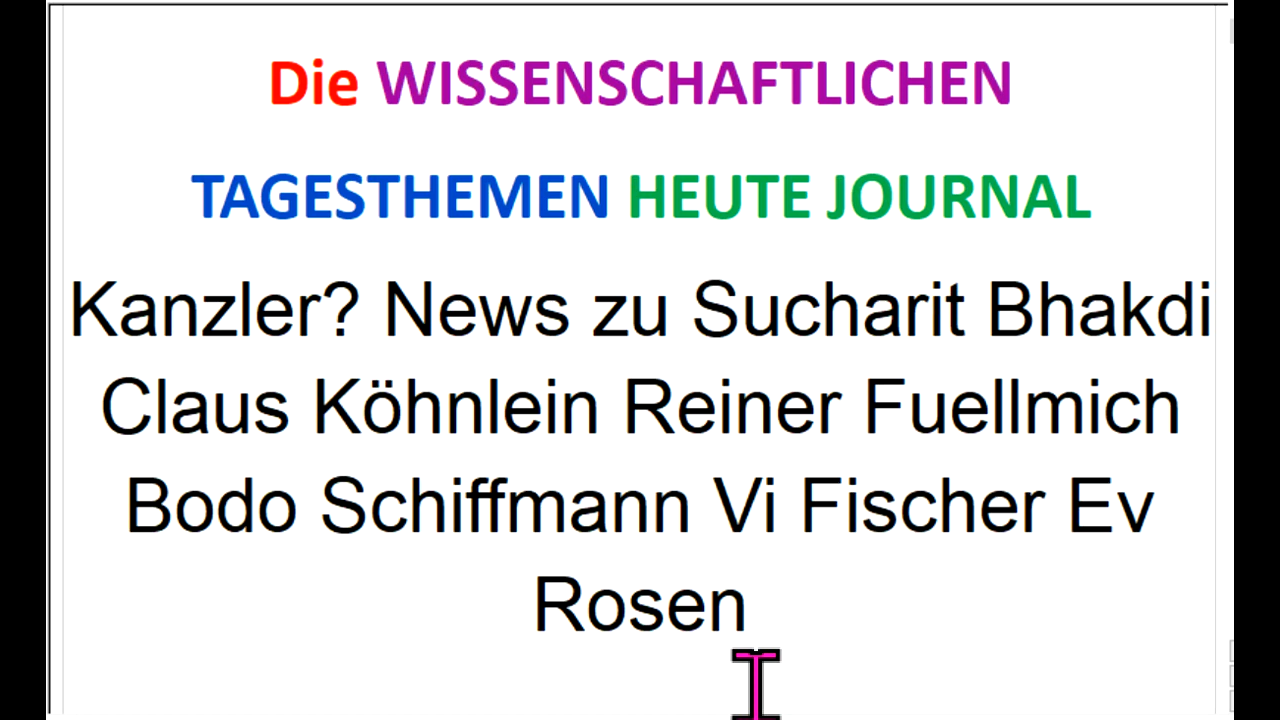 Die WISSENSCHAFTLICHEN
TAGESTHEMEN HEUTE JOURNAL
Kanzler? News zu Sucharit Bhakdi
Claus Köhnlein Reiner Fuellmich
Bodo Schiffmann Vi Fischer Ev
Rosen